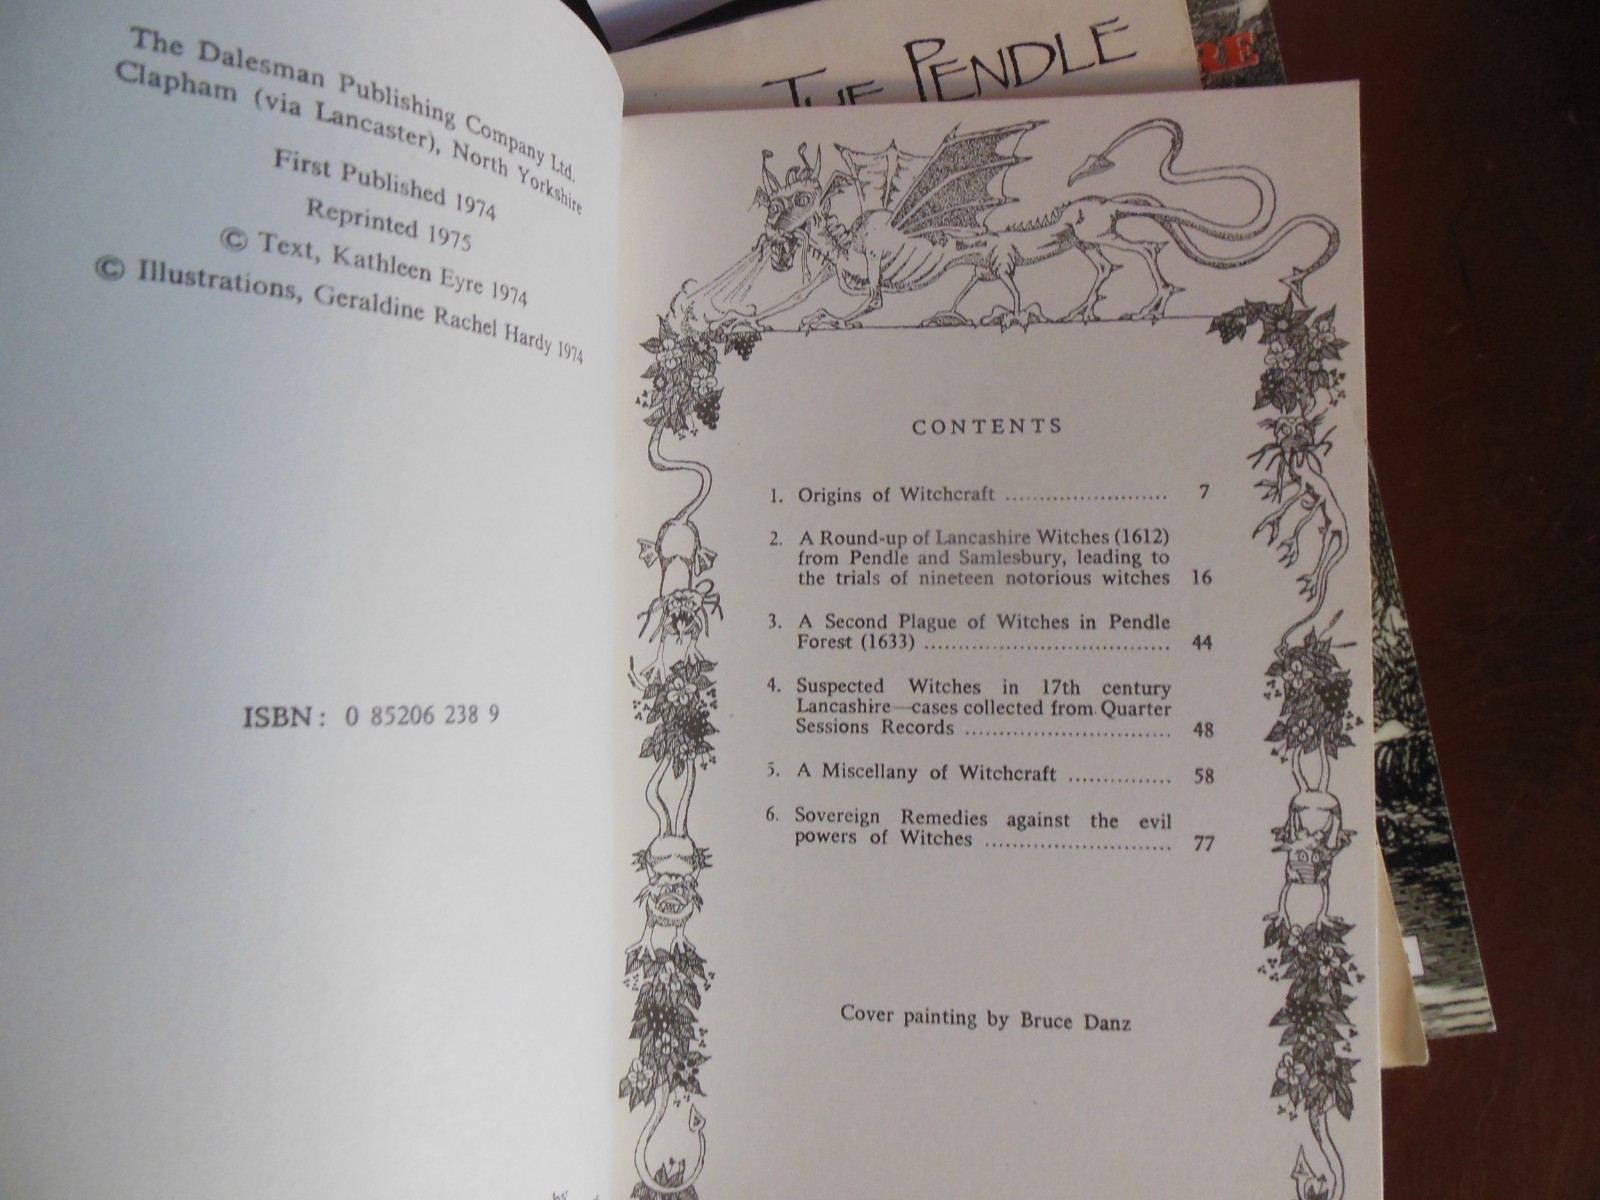 The Dalesman Publishing Company Ltd.
Clapham (via Lancaster), North Yorkshire
First Published 1974
Reprinted 1975
© Text, Kathleen Eyre 1974
© Illustrations, Geraldine Rachel Hardy 1974
ISBN: 0 85206 238 9
by
THE PENDLE
RE
CONTENTS
1. Origins of Witchcraft ........................ 7
2. A Round-up of Lancashire Witches (1612)
from Pendle and Samlesbury, leading to
the trials of nineteen notorious witches 16
3. A Second Plague of Witches in Pendle
Forest (1633) .................................... 44
4. Suspected Witches in 17th century
Lancashire—cases collected from Quarter
Sessions Records .............................. 48
5. A Miscellany of Witchcraft ............... 58
6. Sovereign Remedies against the evil
powers of Witches ........................... 77
Cover painting by Bruce Danz